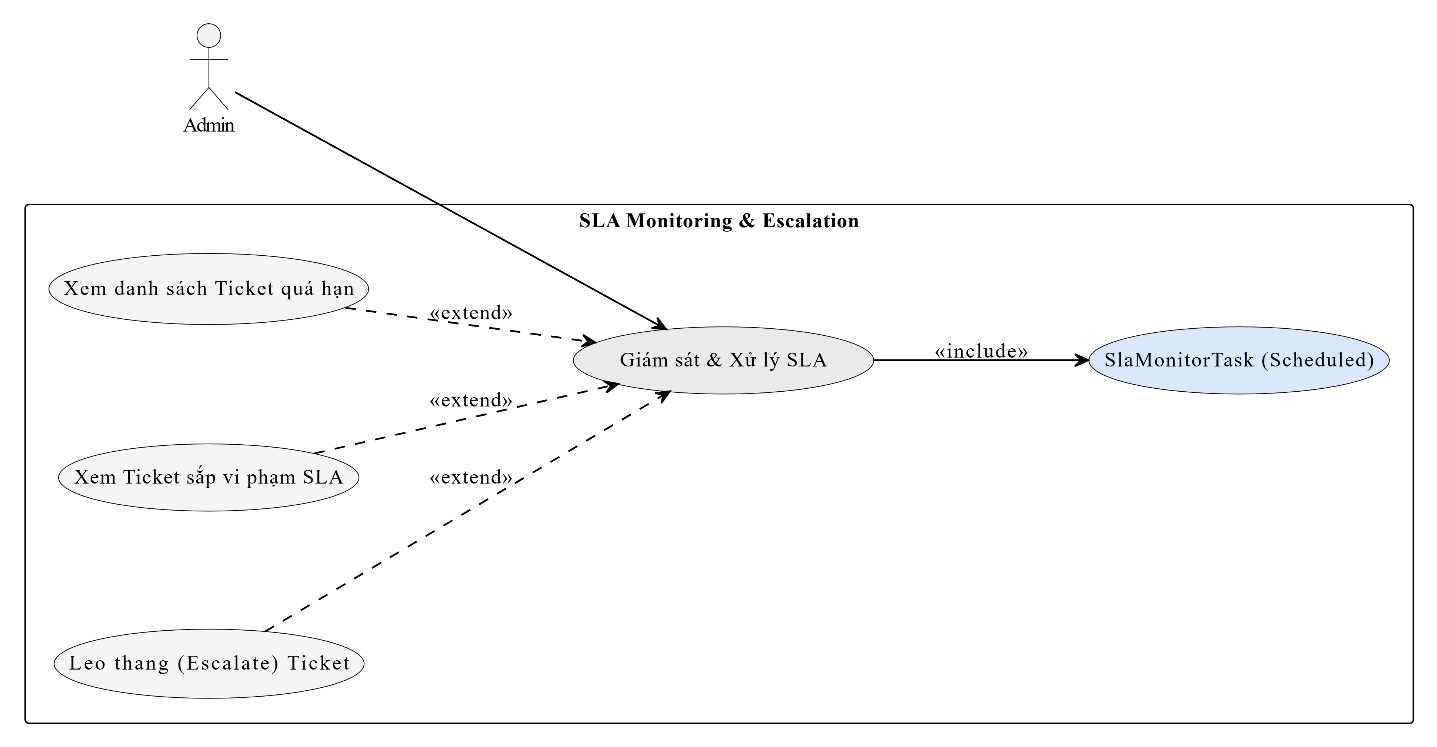 Admin
SLA Monitoring & Escalation
Xem danh sách Ticket quá hạn
«extend»
Giám sát & Xử lý SLA
«include»
SlaMonitorTask (Scheduled)
«extend»
Xem Ticket sắp vi phạm SLA
«extend»
Leo thang (Escalate) Ticket